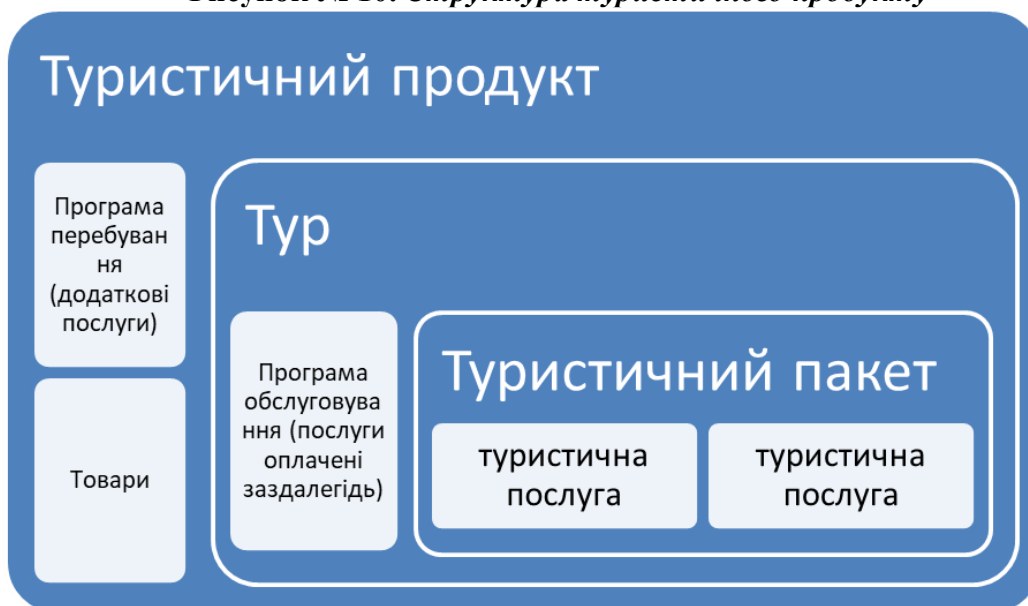 Туристичний продукт
Програма
перебуван
ня
(додаткові
послуги)
Товари
Тур
Програма
обслуговува
ння (послуги
оплачені
заздалегідь)
Туристичний пакет
туристична
послуга
туристична
послуга